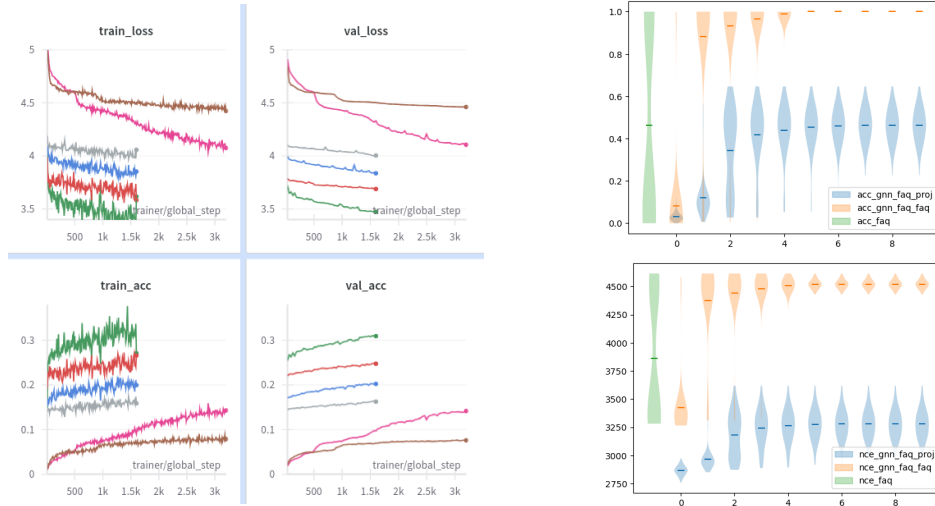 train_loss
5
4.5
4
3.5
trainer/global_step
500 1k 1.5k 2k 2.5k 3k
val_loss
5
4.5
4
3.5
trainer/global_step
500 1k 1.5k 2k 2.5k 3k
train_acc
0.3
0.2
0.1
0
trainer/global_step
500 1k 1.5k 2k 2.5k 3k
val_acc
0.3
0.2
0.1
0
trainer/global_step
500 1k 1.5k 2k 2.5k 3k
1.0
0.8
0.6
0.4
0.2
0.0
acc_gnn_faq_proj
acc_gnn_faq_faq
acc_faq
0 2 4 6 8
4500
4250
4000
3750
3500
3250
3000
2750
nce_gnn_faq_proj
nce_gnn_faq_faq
nce_faq
0 2 4 6 8